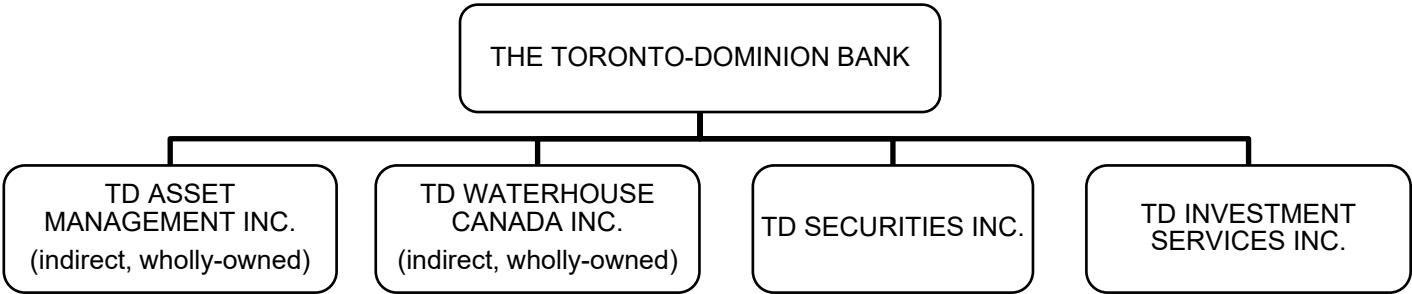 THE TORONTO-DOMINION BANK
TD ASSET
MANAGEMENT INC.
(indirect, wholly-owned)
TD WATERHOUSE
CANADA INC.
(indirect, wholly-owned)
TD SECURITIES INC.
TD INVESTMENT
SERVICES INC.